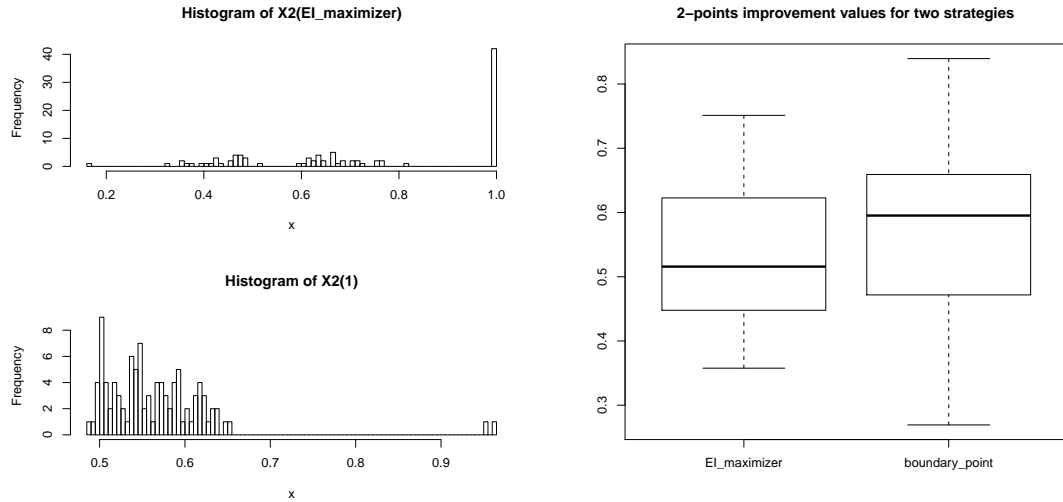 Histogram of X2(EI_maximizer)
Frequency
0 10 20 30 40
0.2 0.4 0.6 0.8 1.0
x
Histogram of X2(1)
Frequency
0 2 4 6 8
0.5 0.6 0.7 0.8 0.9
x
2−points improvement values for two strategies
0.3 0.4 0.5 0.6 0.7 0.8
EI_maximizer boundary_point